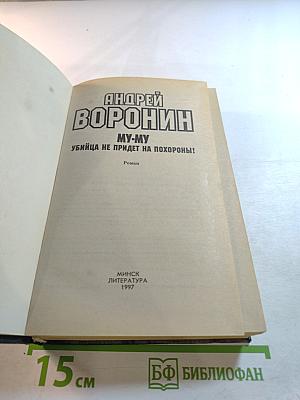 АНДРЕЙ
ВОРОНИН
МУ-МУ
УБИЙЦА НЕ ПРИДЕТ НА ПОХОРОНЫ!
Роман
МИНСК
ЛИТЕРАТУРА
1997
15 см
БФ БИБЛИОФАН